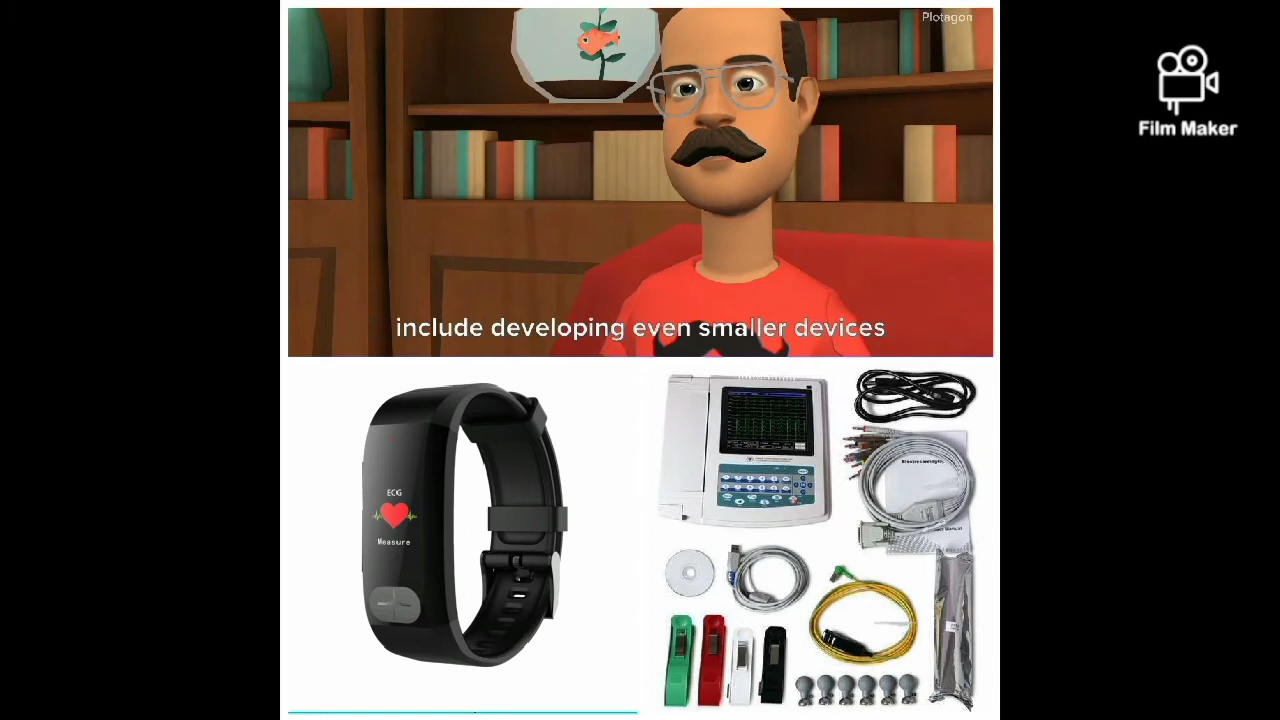 Plotagon
Film Maker
include developing even smaller devices
ECG
Measure